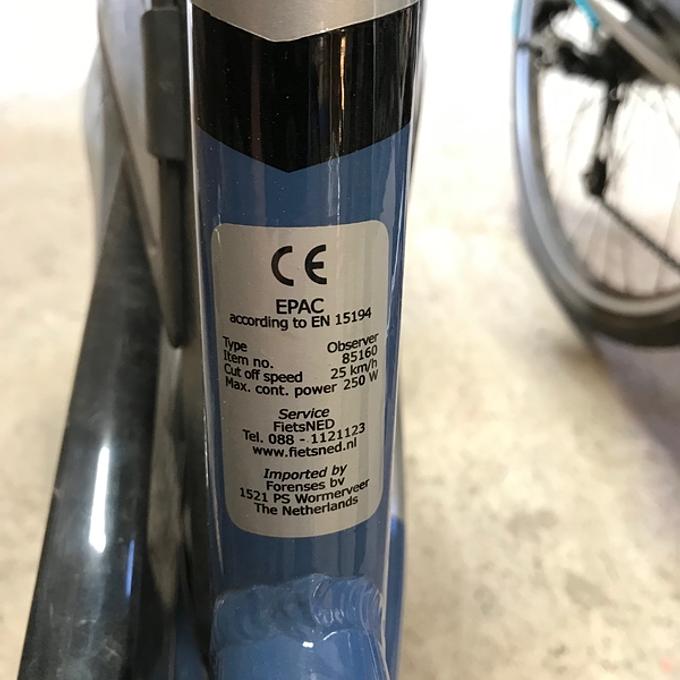 CE
EPAC
according to EN 15194
Type Observer
Item no. 85160
Cut off speed 25 km/h
Max. cont. power 250 W
Service
FietsNED
Tel. 088 - 1121123
www.fietsned.nl
Imported by
Forenses bv
1521 PS Wormerveer
The Netherlands